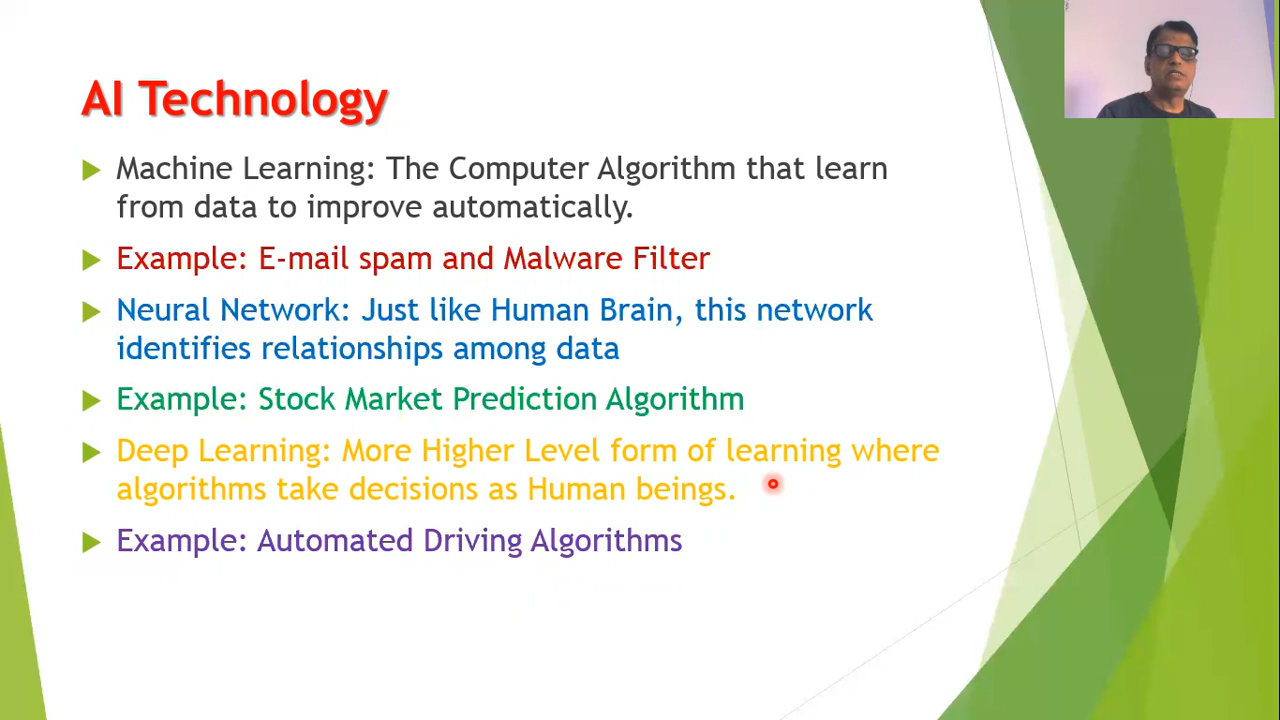 AI Technology
Machine Learning: The Computer Algorithm that learn
from data to improve automatically.
Example: E-mail spam and Malware Filter
Neural Network: Just like Human Brain, this network
identifies relationships among data
Example: Stock Market Prediction Algorithm
Deep Learning: More Higher Level form of learning where
algorithms take decisions as Human beings.
Example: Automated Driving Algorithms